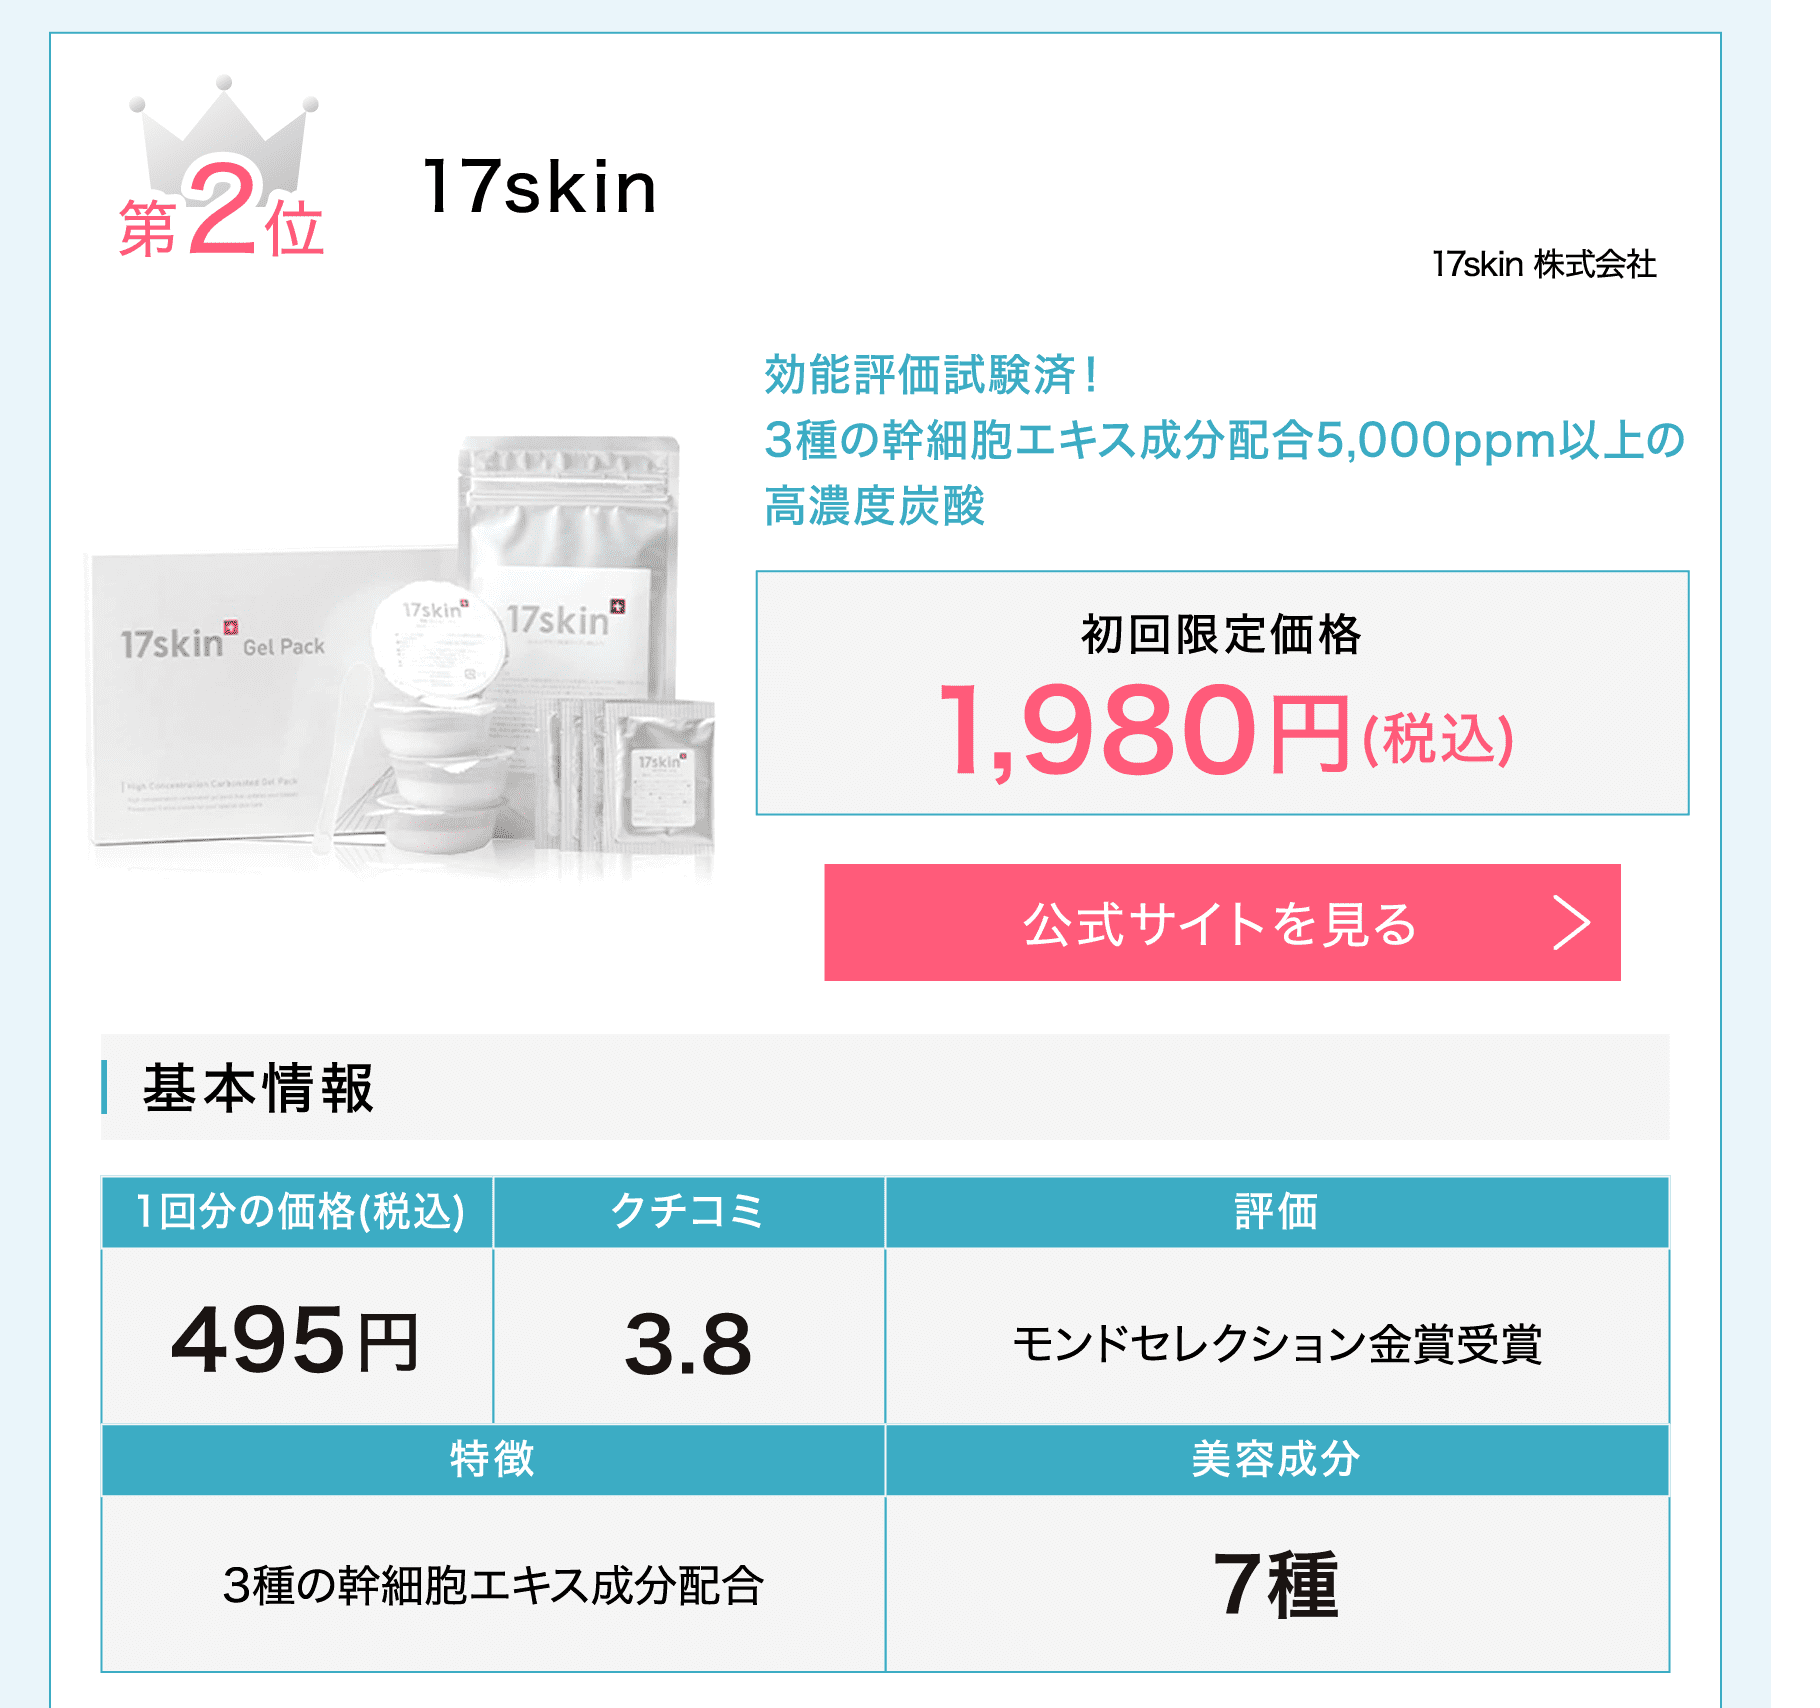 第2位
17skin
17skin 株式会社
効能評価試験済!
3種の幹細胞エキス成分配合5,000ppm以上の
高濃度炭酸
17skin Gel Pack
High Concentration Carbonated Gel Pack
17skin
17skin
17skin
初回限定価格
1,980円(税込)
公式サイトを見る
基本情報
1回分の価格(税込) クチコミ 評価
495円 3.8 モンドセレクション金賞受賞
特徴 美容成分
3種の幹細胞エキス成分配合 7種